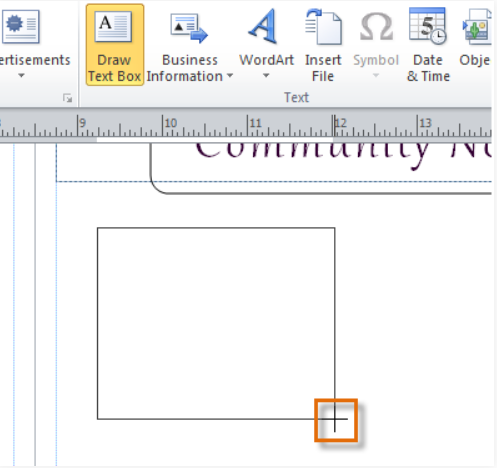 ertisements
Draw Text Box
Business Information
WordArt
Insert File
Symbol
Date & Time
Obje
Text
9 10 11 12 13
Community No